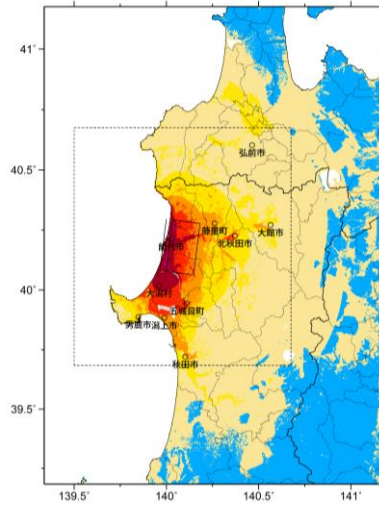 41°
40.5°
40°
39.5°
139.5°
140°
140.5°
141°
弘前市
藤里町
大館市
能代市
北秋田市
大潟村
五城目町
男鹿市
潟上市
秋田市